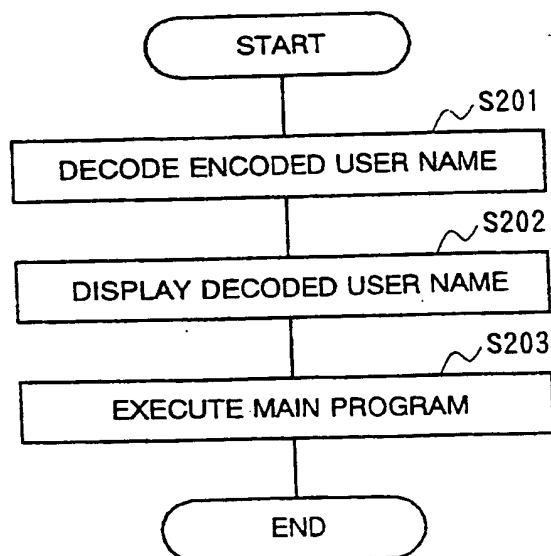 START
S201
DECODE ENCODED USER NAME
S202
DISPLAY DECODED USER NAME
S203
EXECUTE MAIN PROGRAM
END